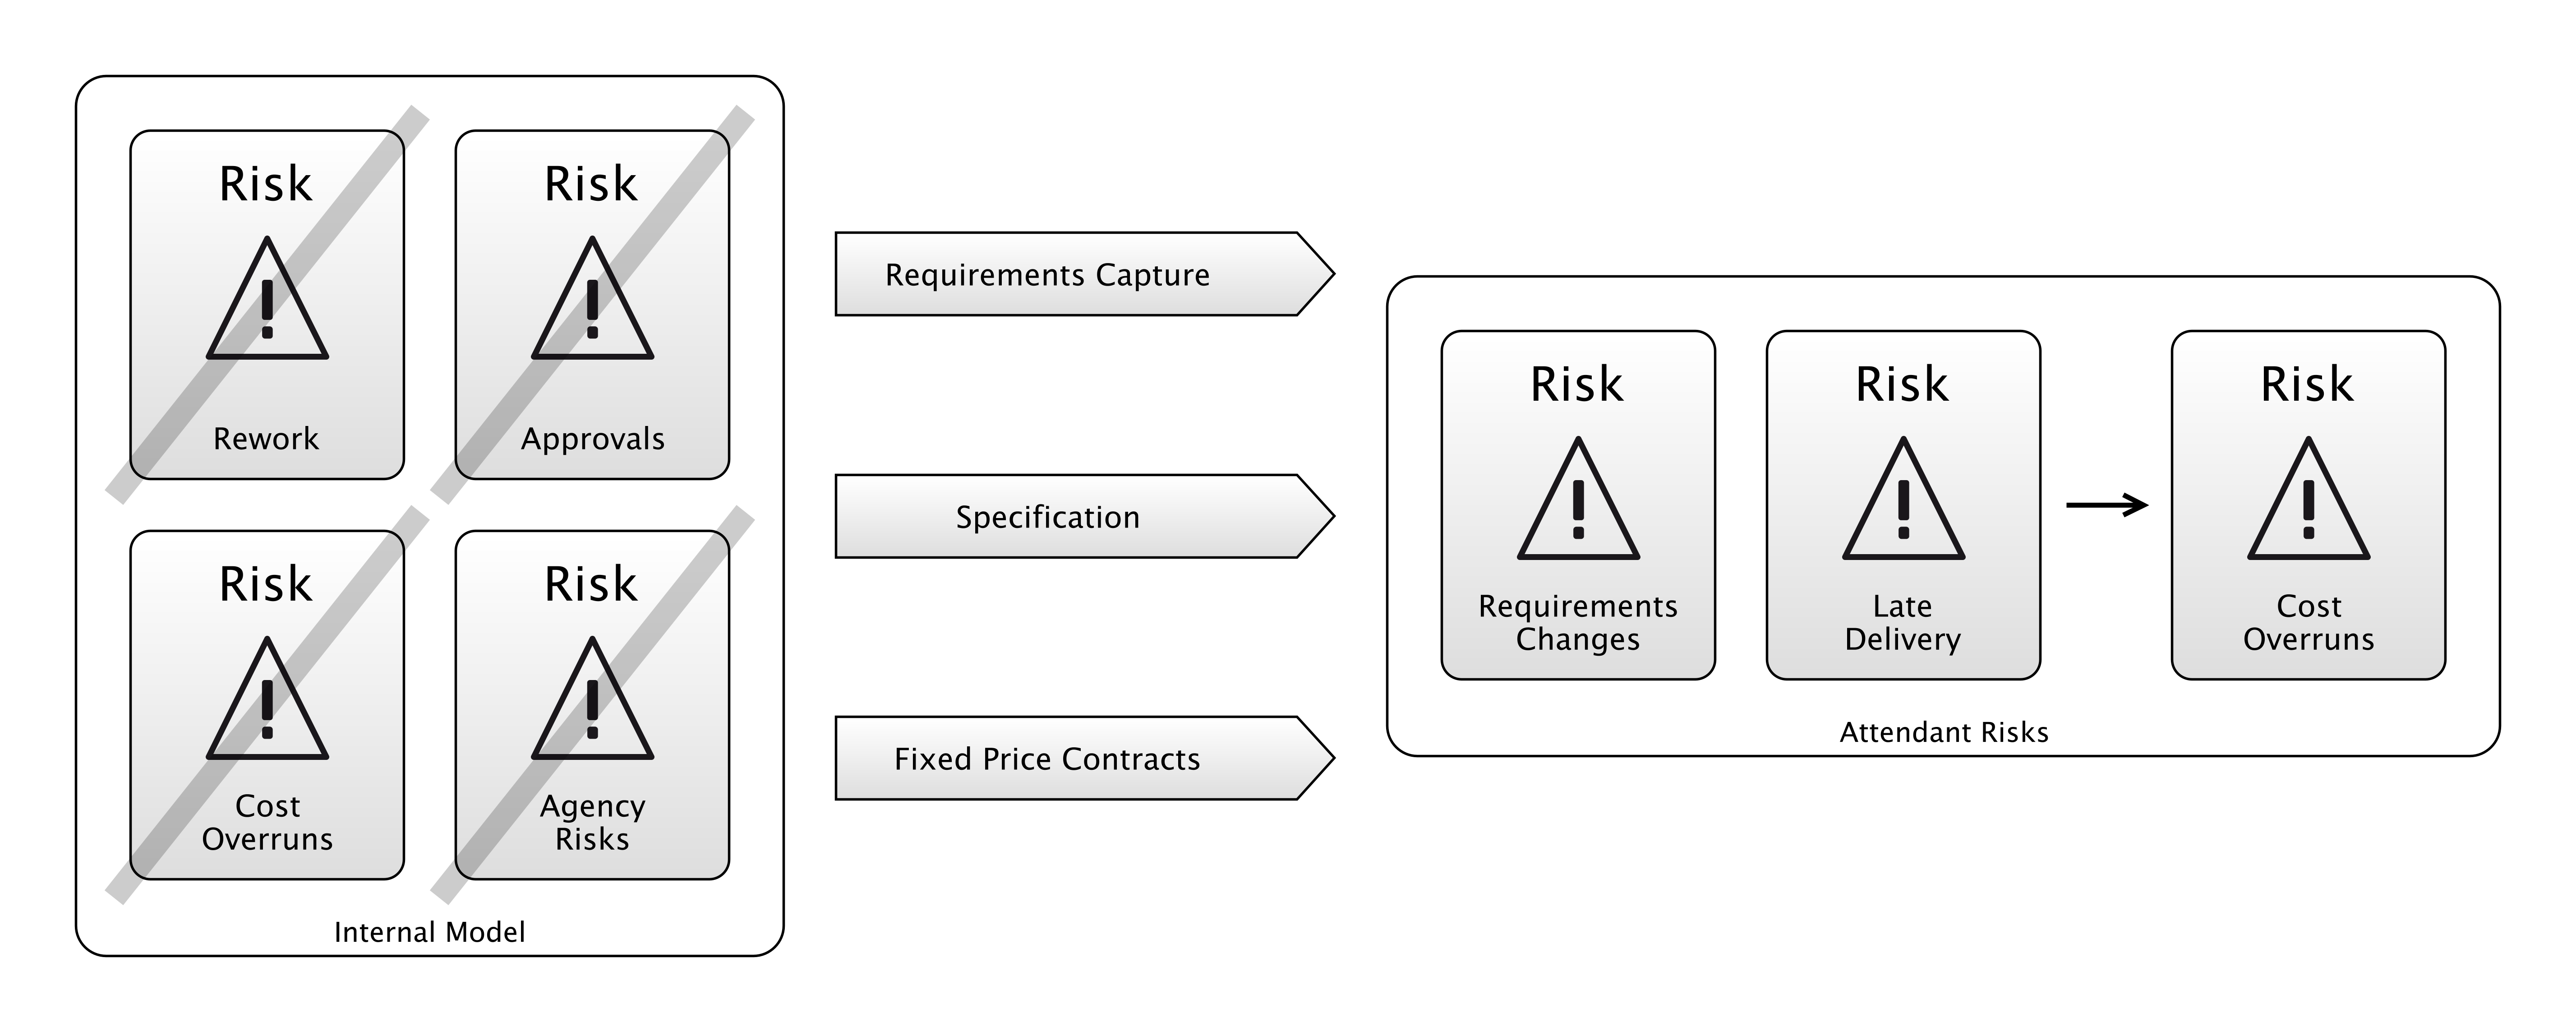 Risk
Rework
Risk
Approvals
Risk
Cost
Overruns
Risk
Agency
Risks
Internal Model
Requirements Capture
Specification
Fixed Price Contracts
Risk
Requirements
Changes
Risk
Late
Delivery
Risk
Cost
Overruns
Attendant Risks